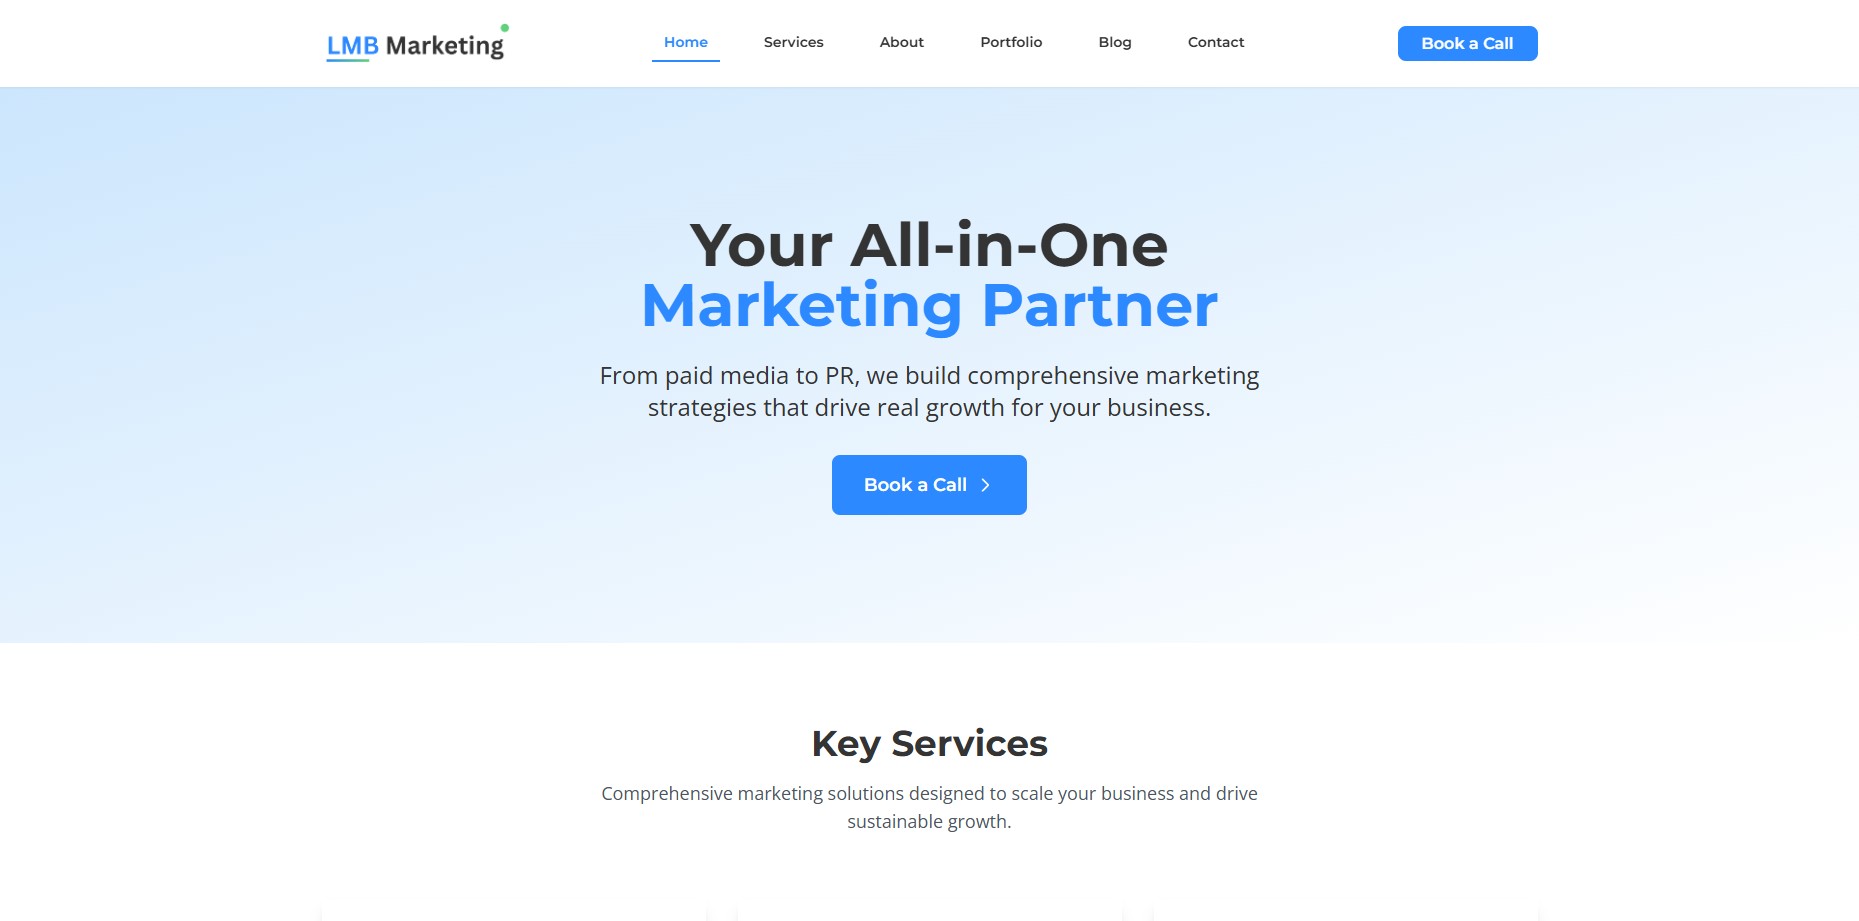 LMB Marketing
Home
Services
About
Portfolio
Blog
Contact
Book a Call
Your All-in-One
Marketing Partner
From paid media to PR, we build comprehensive marketing
strategies that drive real growth for your business.
Book a Call
Key Services
Comprehensive marketing solutions designed to scale your business and drive
sustainable growth.